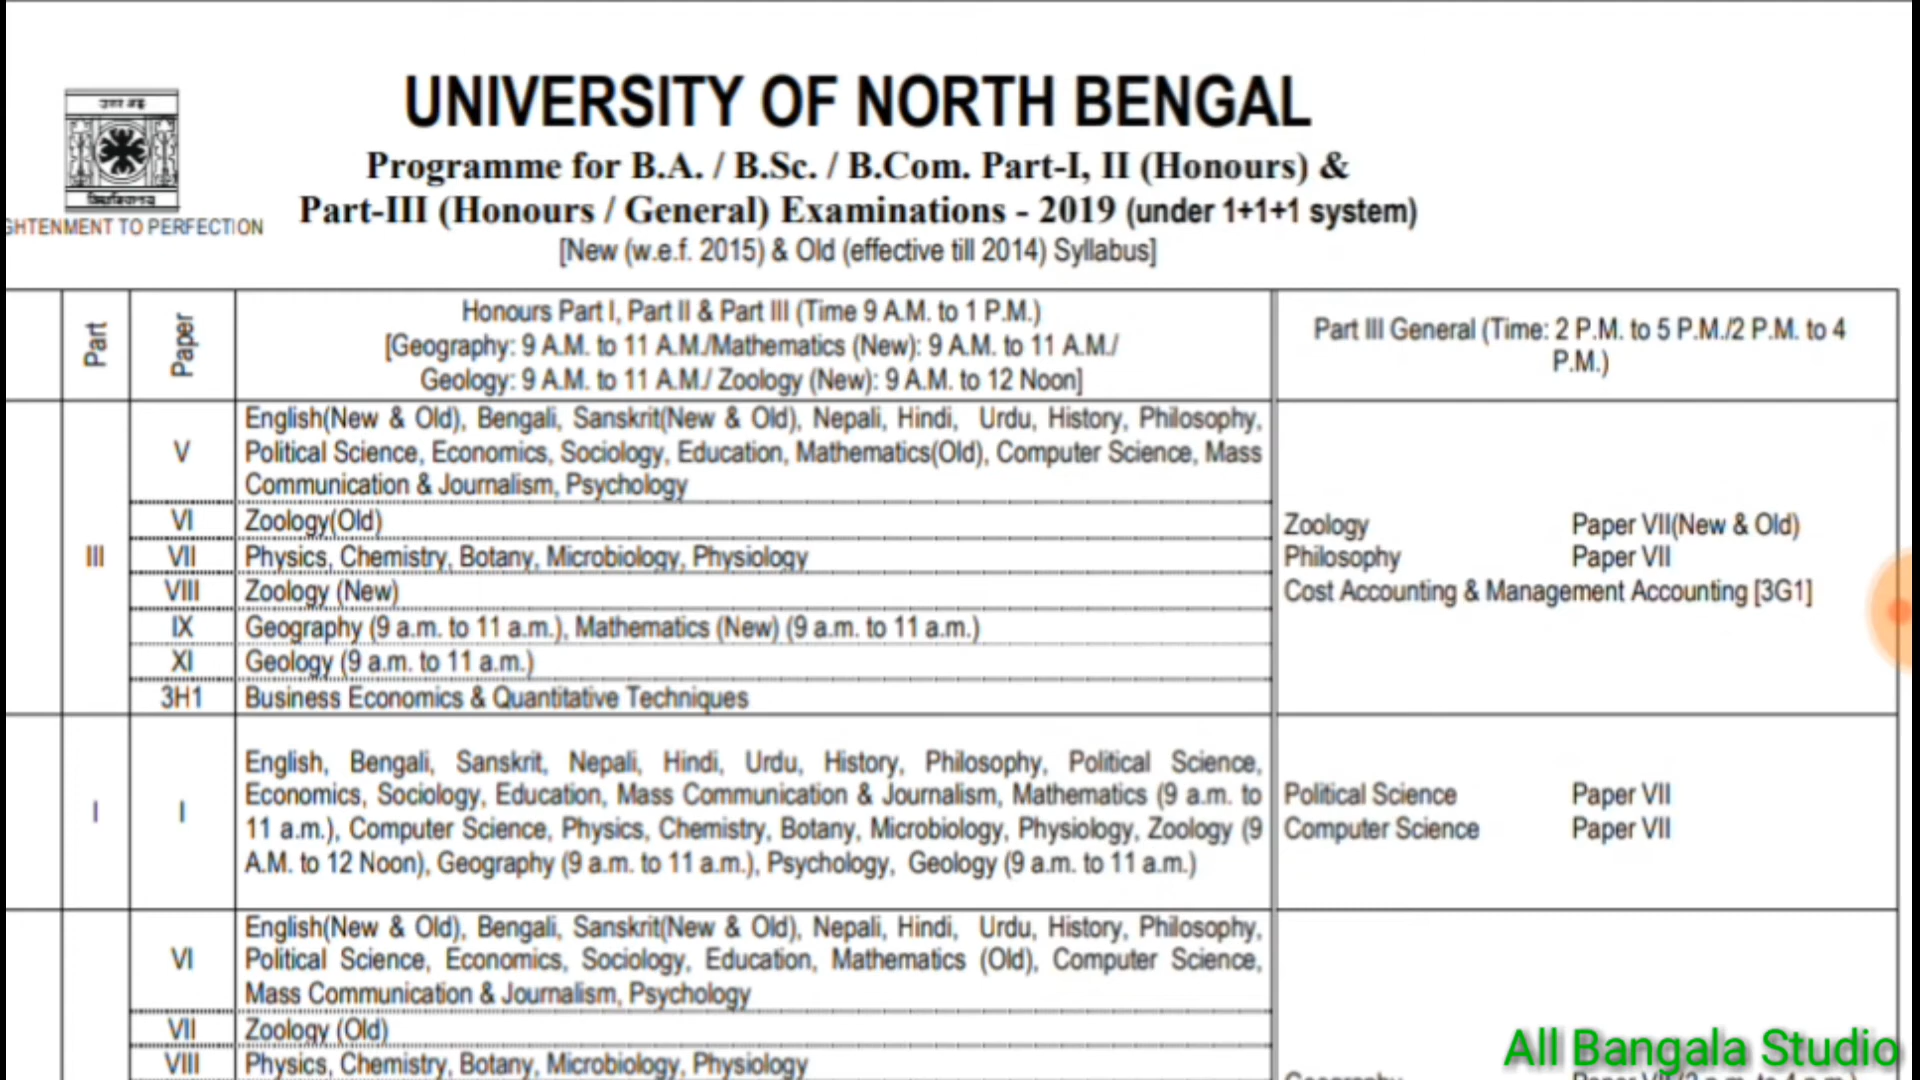 उत्तर बङ्ग
विश्वविद्यालय
GHTENMENT TO PERFECTION
UNIVERSITY OF NORTH BENGAL
Programme for B.A. / B.Sc. / B.Com. Part-I, II (Honours) &
Part-III (Honours / General) Examinations - 2019 (under 1+1+1 system)
[New (w.e.f. 2015) & Old (effective till 2014) Syllabus]
Part
Paper
Honours Part I, Part II & Part III (Time 9 A.M. to 1 P.M.)
[Geography: 9 A.M. to 11 A.M./Mathematics (New): 9 A.M. to 11 A.M./
Geology: 9 A.M. to 11 A.M./ Zoology (New): 9 A.M. to 12 Noon]
Part III General (Time: 2 P.M. to 5 P.M./2 P.M. to 4
P.M.)
III
V
English(New & Old), Bengali, Sanskrit(New & Old), Nepali, Hindi, Urdu, History, Philosophy,
Political Science, Economics, Sociology, Education, Mathematics(Old), Computer Science, Mass
Communication & Journalism, Psychology
VI Zoology(Old)
VII Physics, Chemistry, Botany, Microbiology, Physiology
VIII Zoology (New)
IX Geography (9 a.m. to 11 a.m.), Mathematics (New) (9 a.m. to 11 a.m.)
XI Geology (9 a.m. to 11 a.m.)
3H1 Business Economics & Quantitative Techniques
Zoology Paper VII(New & Old)
Philosophy Paper VII
Cost Accounting & Management Accounting [3G1]
I
I
English, Bengali, Sanskrit, Nepali, Hindi, Urdu, History, Philosophy, Political Science,
Economics, Sociology, Education, Mass Communication & Journalism, Mathematics (9 a.m. to
11 a.m.), Computer Science, Physics, Chemistry, Botany, Microbiology, Physiology, Zoology (9
A.M. to 12 Noon), Geography (9 a.m. to 11 a.m.), Psychology, Geology (9 a.m. to 11 a.m.)
Political Science Paper VII
Computer Science Paper VII
VI
English(New & Old), Bengali, Sanskrit(New & Old), Nepali, Hindi, Urdu, History, Philosophy,
Political Science, Economics, Sociology, Education, Mathematics (Old), Computer Science,
Mass Communication & Journalism, Psychology
VII Zoology (Old)
VIII Physics, Chemistry, Botany, Microbiology, Physiology
All Bangala Studio